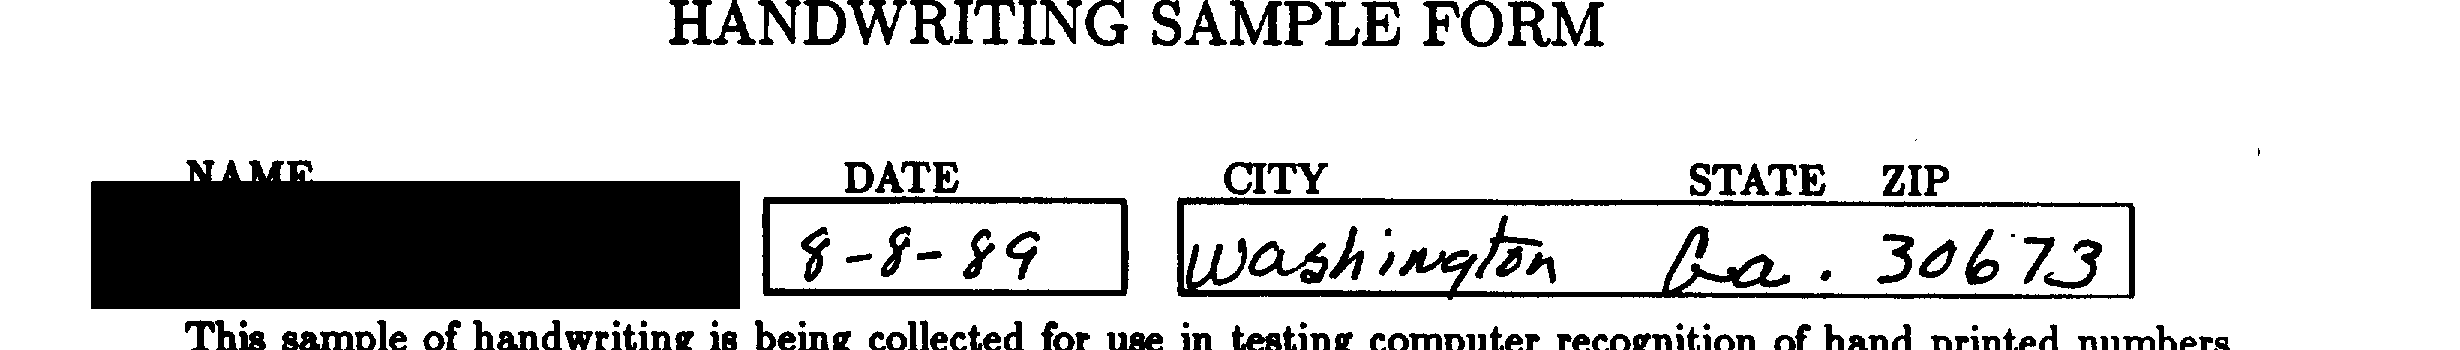 HANDWRITING SAMPLE FORM
NAME DATE CITY STATE ZIP
8-8-89 Washington Ga. 30673
This sample of handwriting is being collected for use in testing computer recognition of hand printed numbers